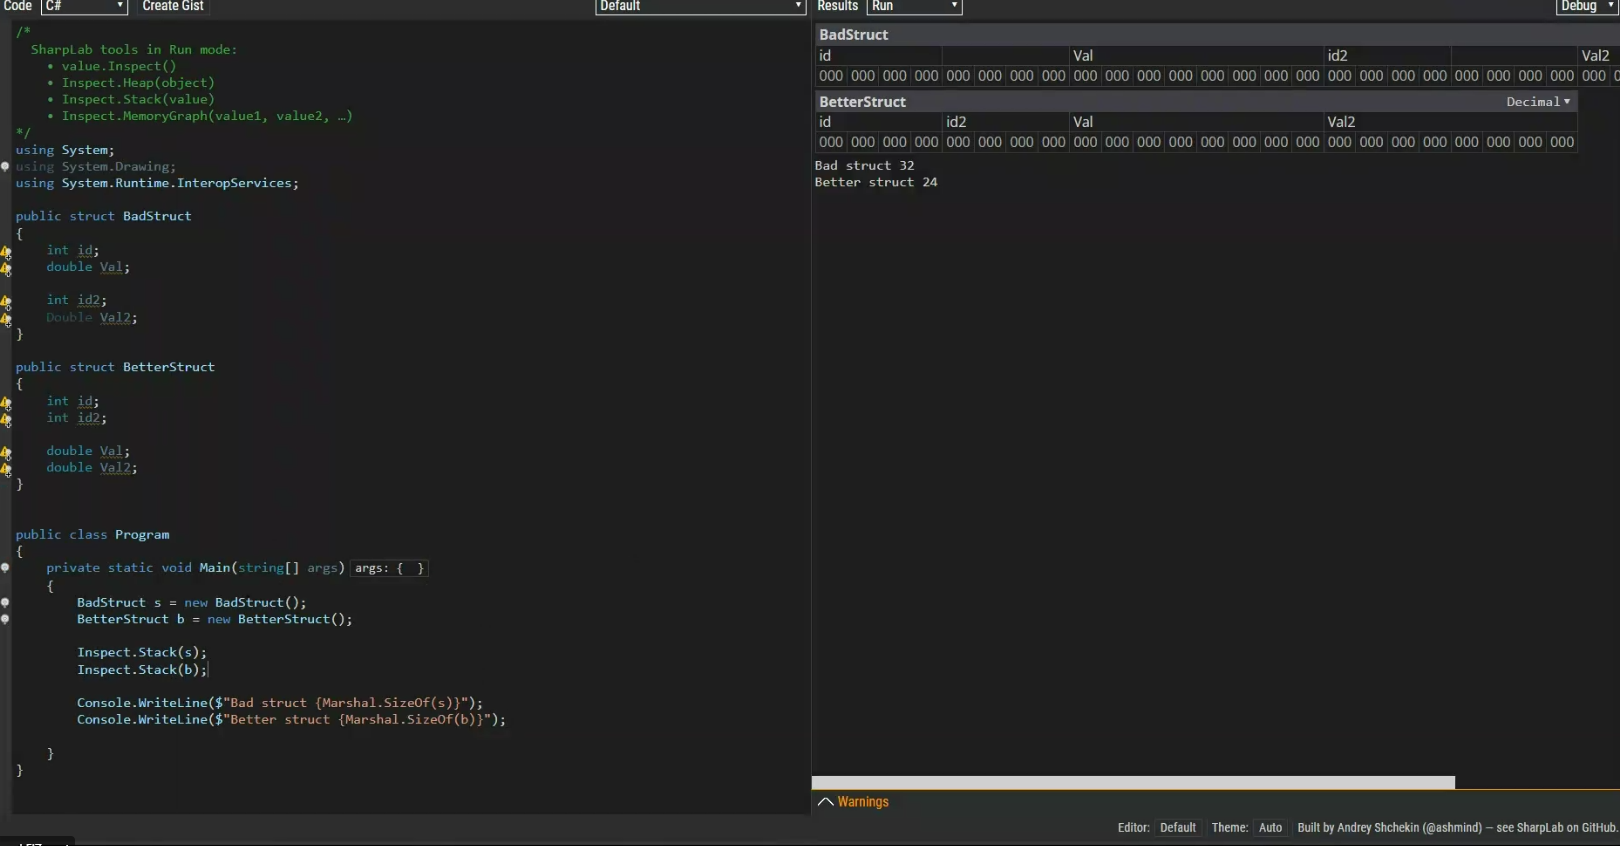 Code C# Create Gist Default Results Run Debug
/*
SharpLab tools in Run mode:
• value.Inspect()
• Inspect.Heap(object)
• Inspect.Stack(value)
• Inspect.MemoryGraph(value1, value2, …)
*/
using System;
using System.Drawing;
using System.Runtime.InteropServices;
public struct BadStruct
{
int id;
double Val;
int id2;
Double Val2;
}
public struct BetterStruct
{
int id;
int id2;
double Val;
double Val2;
}
public class Program
{
private static void Main(string[] args) args: { }
{
BadStruct s = new BadStruct();
BetterStruct b = new BetterStruct();
Inspect.Stack(s);
Inspect.Stack(b);
Console.WriteLine($"Bad struct {Marshal.SizeOf(s)}");
Console.WriteLine($"Better struct {Marshal.SizeOf(b)}");
}
}
BadStruct
id Val id2 Val2
000 000 000 000 000 000 000 000 000 000 000 000 000 000 000 000 000 000 000 000 000 000 000 000 000
BetterStruct Decimal
id id2 Val Val2
000 000 000 000 000 000 000 000 000 000 000 000 000 000 000 000 000 000 000 000 000 000 000 000
Bad struct 32
Better struct 24
Warnings
Editor: Default Theme: Auto Built by Andrey Shchekin (@ashmind) — see SharpLab on GitHub.